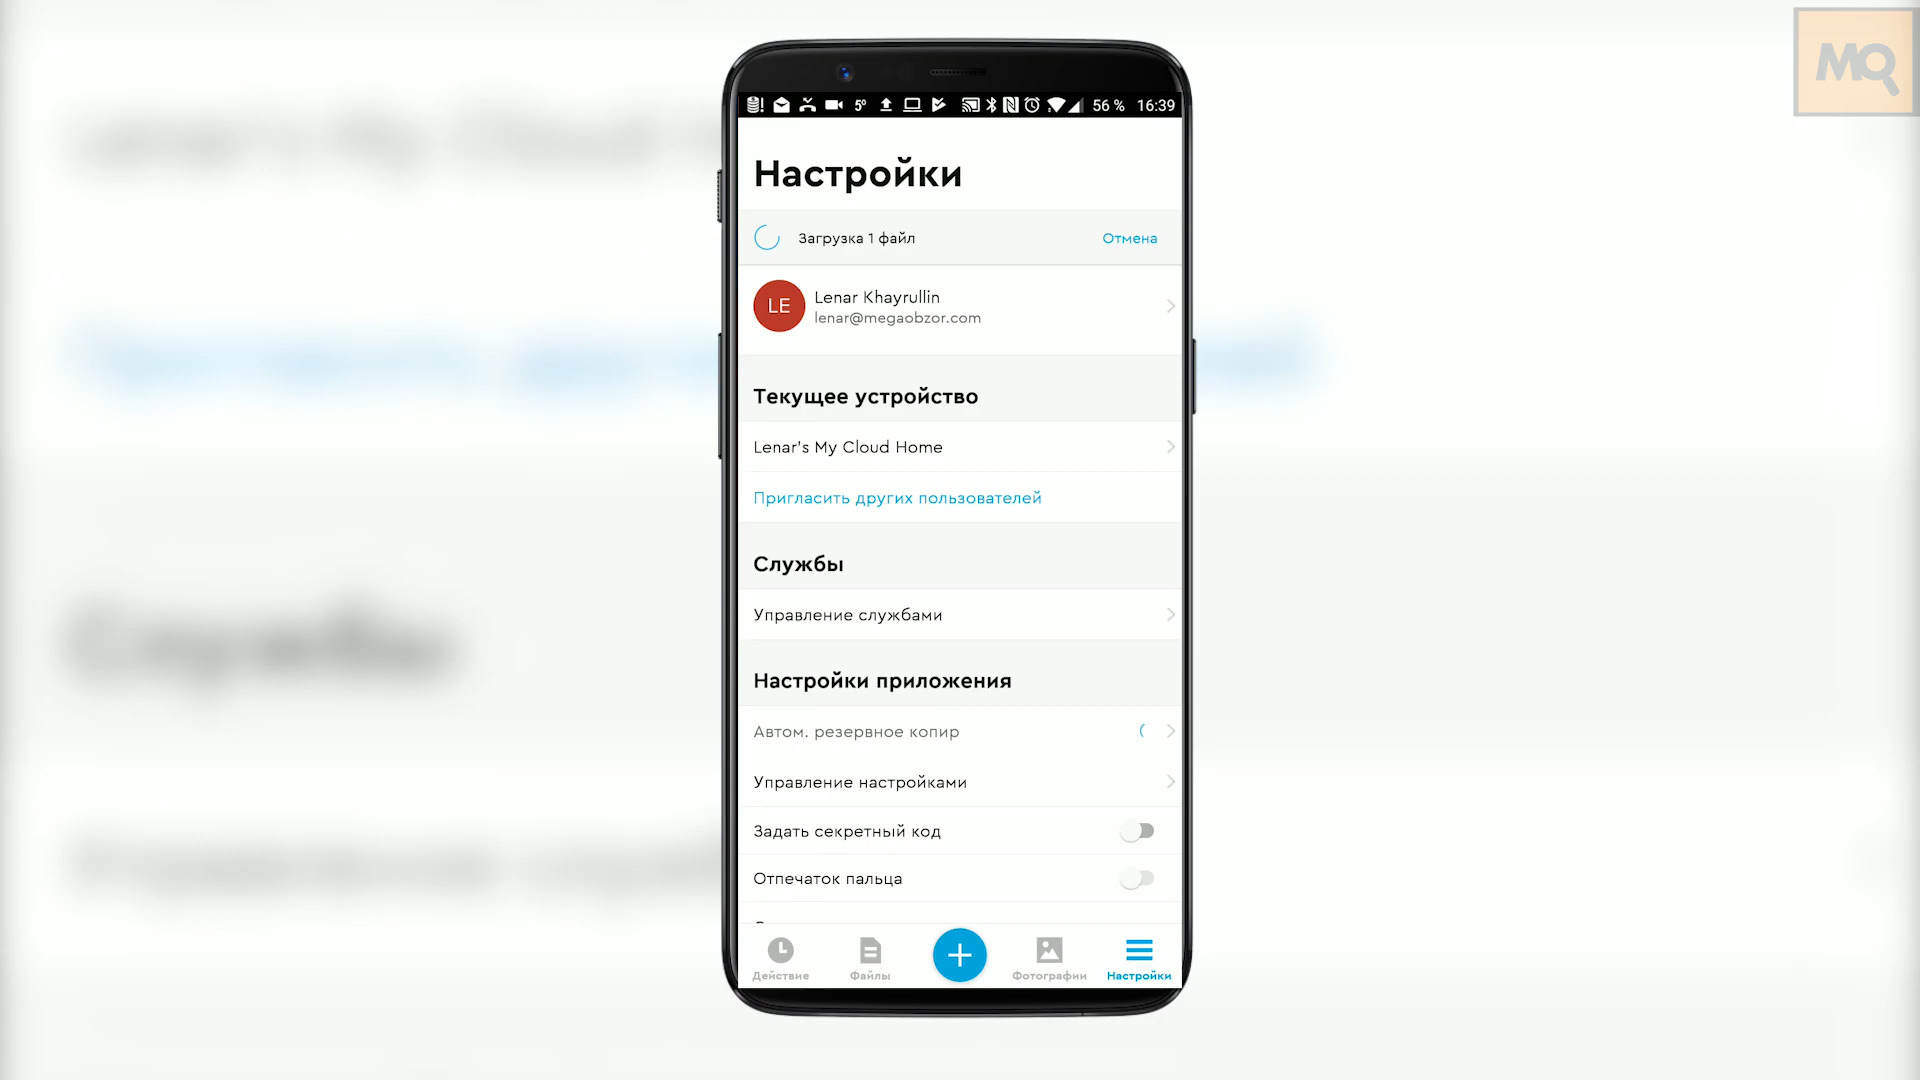 MQ
5° 56 % 16:39
Настройки
Загрузка 1 файл Отмена
LE Lenar Khayrullin
lenar@megaobzor.com
Текущее устройство
Lenar's My Cloud Home
Пригласить других пользователей
Службы
Управление службами
Настройки приложения
Автом. резервное копир
Управление настройками
Задать секретный код
Отпечаток пальца
Действие Файлы Фотографии Настройки